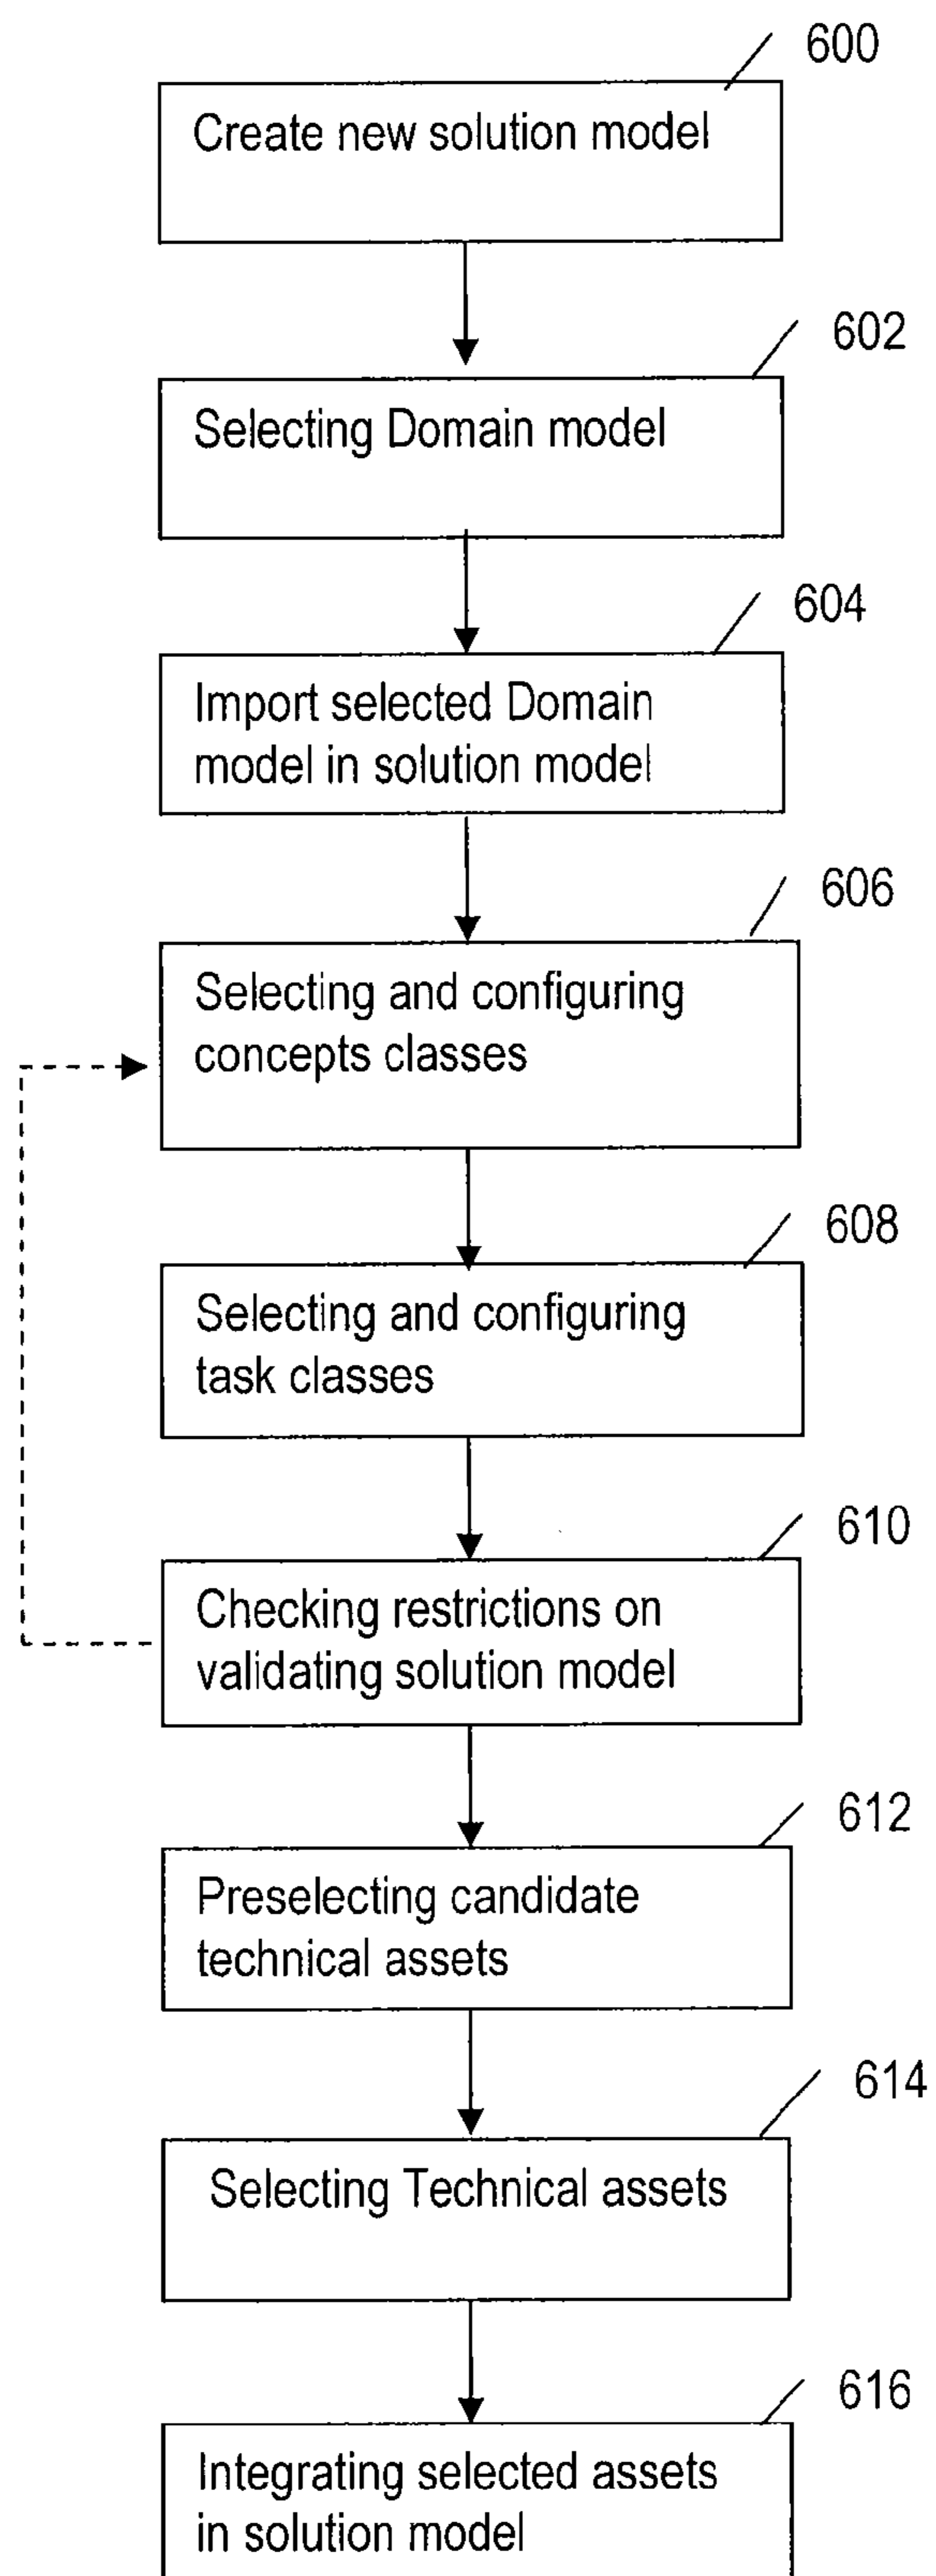 600
Create new solution model
602
Selecting Domain model
604
Import selected Domain
model in solution model
606
Selecting and configuring
concepts classes
608
Selecting and configuring
task classes
610
Checking restrictions on
validating solution model
612
Preselecting candidate
technical assets
614
Selecting Technical assets
616
Integrating selected assets
in solution model